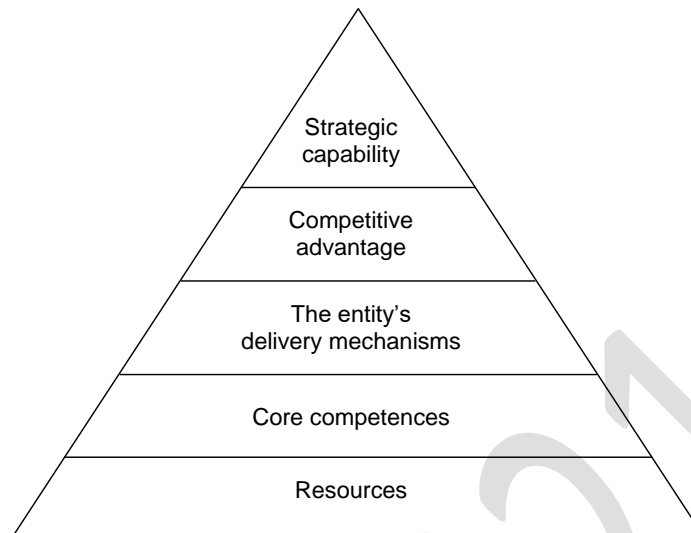 Strategic
capability
Competitive
advantage
The entity's
delivery mechanisms
Core competences
Resources